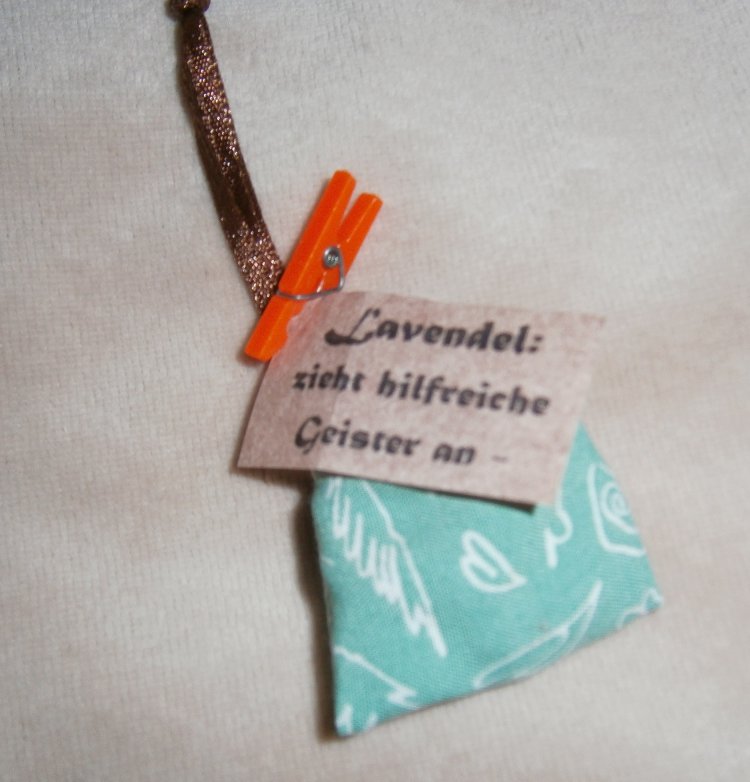 Lavendel:
zieht hilfreiche
Geister an -